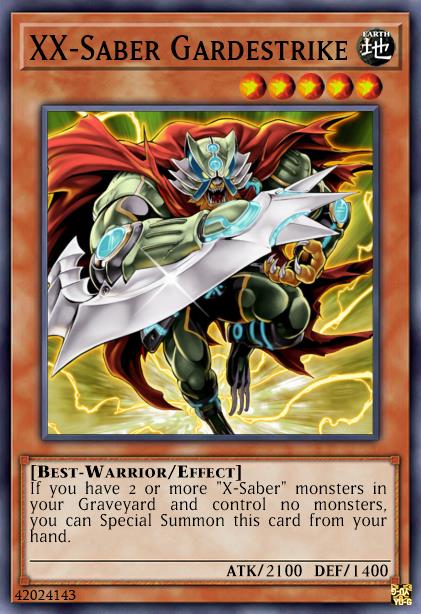 XX-Saber Gardestrike
EARTH
地
[Best-Warrior/Effect]
If you have 2 or more "X-Saber" monsters in
your Graveyard and control no monsters,
you can Special Summon this card from your
hand.
ATK/2100 DEF/1400
42024143